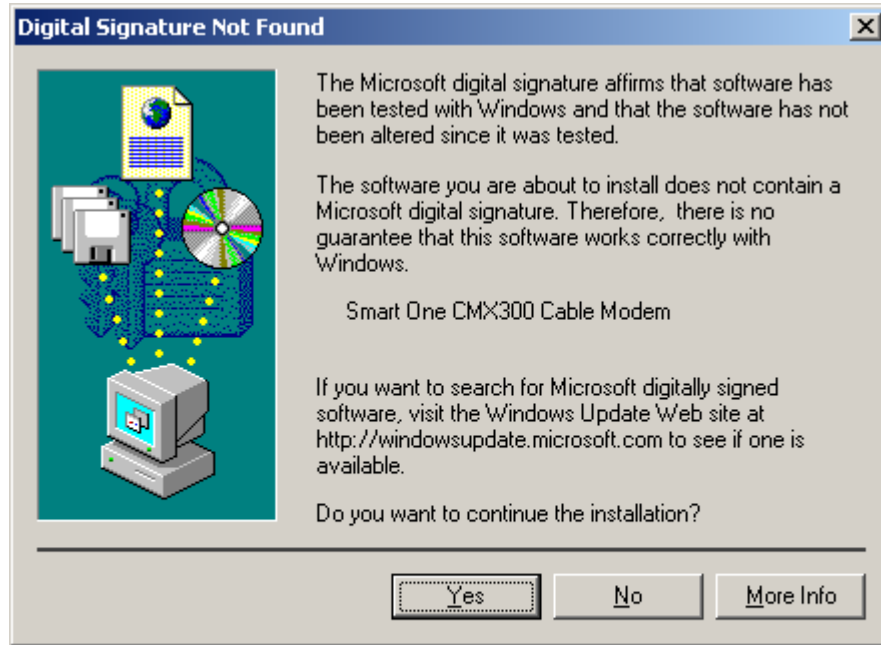 Digital Signature Not Found
The Microsoft digital signature affirms that software has
been tested with Windows and that the software has not
been altered since it was tested.
The software you are about to install does not contain a
Microsoft digital signature. Therefore,  there is no
guarantee that this software works correctly with
Windows.
Smart One CMX300 Cable Modem
If you want to search for Microsoft digitally signed
software, visit the Windows Update Web site at
http://windowsupdate.microsoft.com to see if one is
available.
Do you want to continue the installation?
Yes No More Info